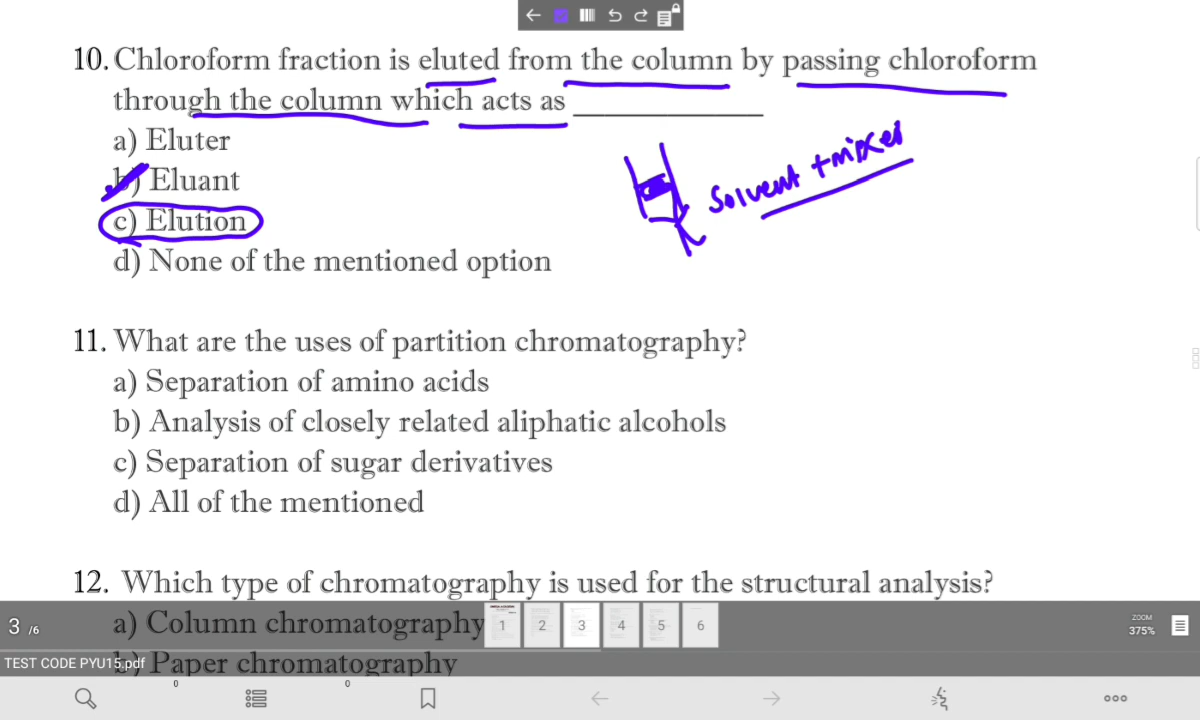 10. Chloroform fraction is eluted from the column by passing chloroform
through the column which acts as ______________
a) Eluter
b) Eluant
c) Elution
d) None of the mentioned option
Solvent + mixed
11. What are the uses of partition chromatography?
a) Separation of amino acids
b) Analysis of closely related aliphatic alcohols
c) Separation of sugar derivatives
d) All of the mentioned
12. Which type of chromatography is used for the structural analysis?
a) Column chromatography
b) Paper chromatography
3 /6
1 2 3 4 5 6
ZOOM
375%
TEST CODE PYU15.pdf
0 0